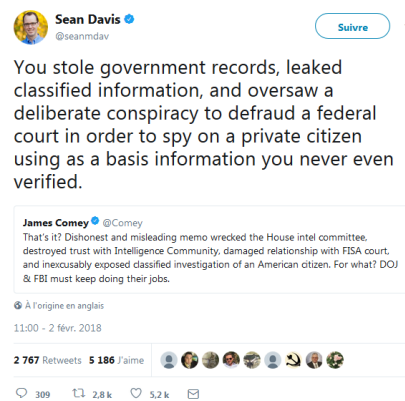 Sean Davis
@seanmdav
Suivre
You stole government records, leaked
classified information, and oversaw a
deliberate conspiracy to defraud a federal
court in order to spy on a private citizen
using as a basis information you never even
verified.
James Comey @Comey
That's it? Dishonest and misleading memo wrecked the House intel committee,
destroyed trust with Intelligence Community, damaged relationship with FISA court,
and inexcusably exposed classified investigation of an American citizen. For what? DOJ
& FBI must keep doing their jobs.
À l'origine en anglais
11:00 - 2 févr. 2018
2 767 Retweets 5 186 J'aime
309 2,8 k 5,2 k